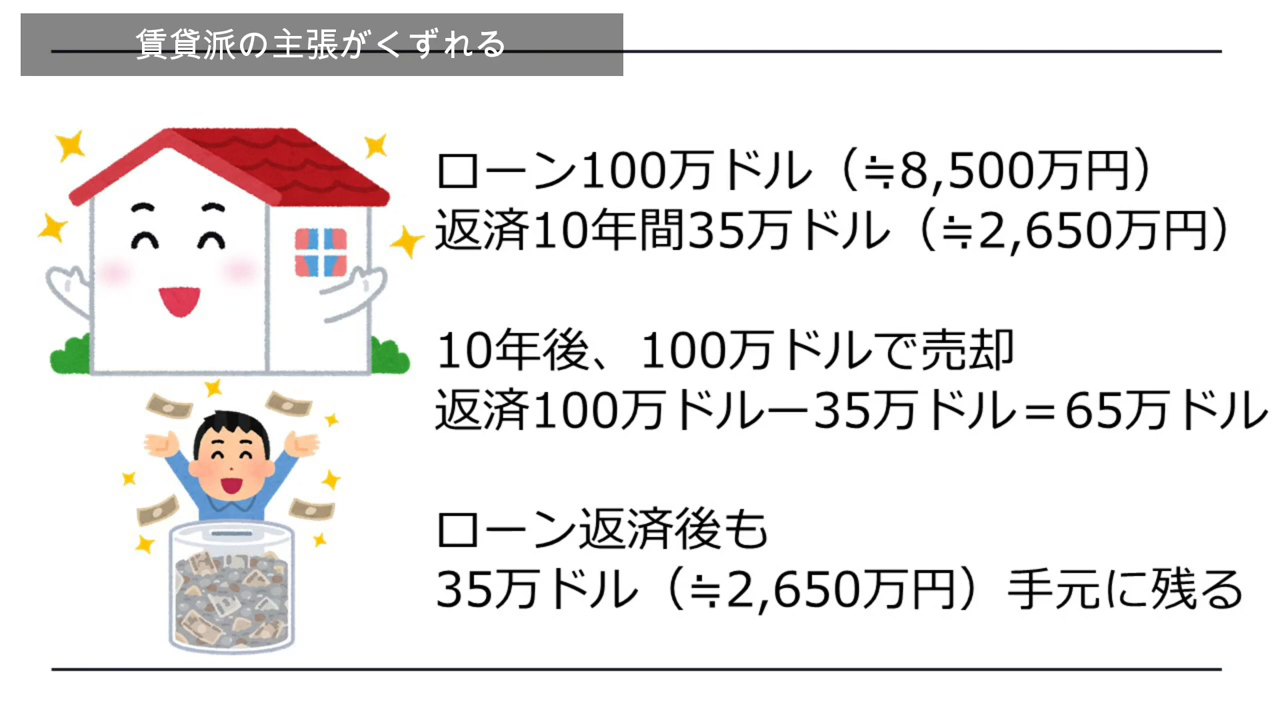 賃貸派の主張がくずれる
ローン100万ドル（≒8,500万円）
返済10年間35万ドル（≒2,650万円）
10年後、100万ドルで売却
返済100万ドルー35万ドル＝65万ドル
ローン返済後も
35万ドル（≒2,650万円）手元に残る